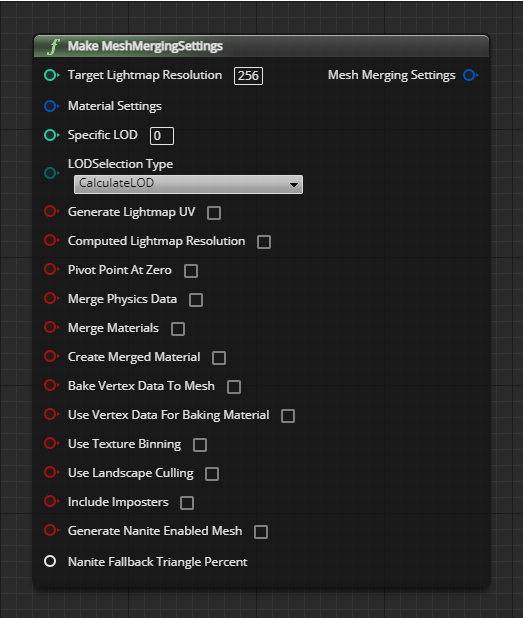 f Make MeshMergingSettings
Target Lightmap Resolution 256 Mesh Merging Settings
Material Settings
Specific LOD 0
LODSelection Type
CalculateLOD
Generate Lightmap UV
Computed Lightmap Resolution
Pivot Point At Zero
Merge Physics Data
Merge Materials
Create Merged Material
Bake Vertex Data To Mesh
Use Vertex Data For Baking Material
Use Texture Binning
Use Landscape Culling
Include Imposters
Generate Nanite Enabled Mesh
Nanite Fallback Triangle Percent